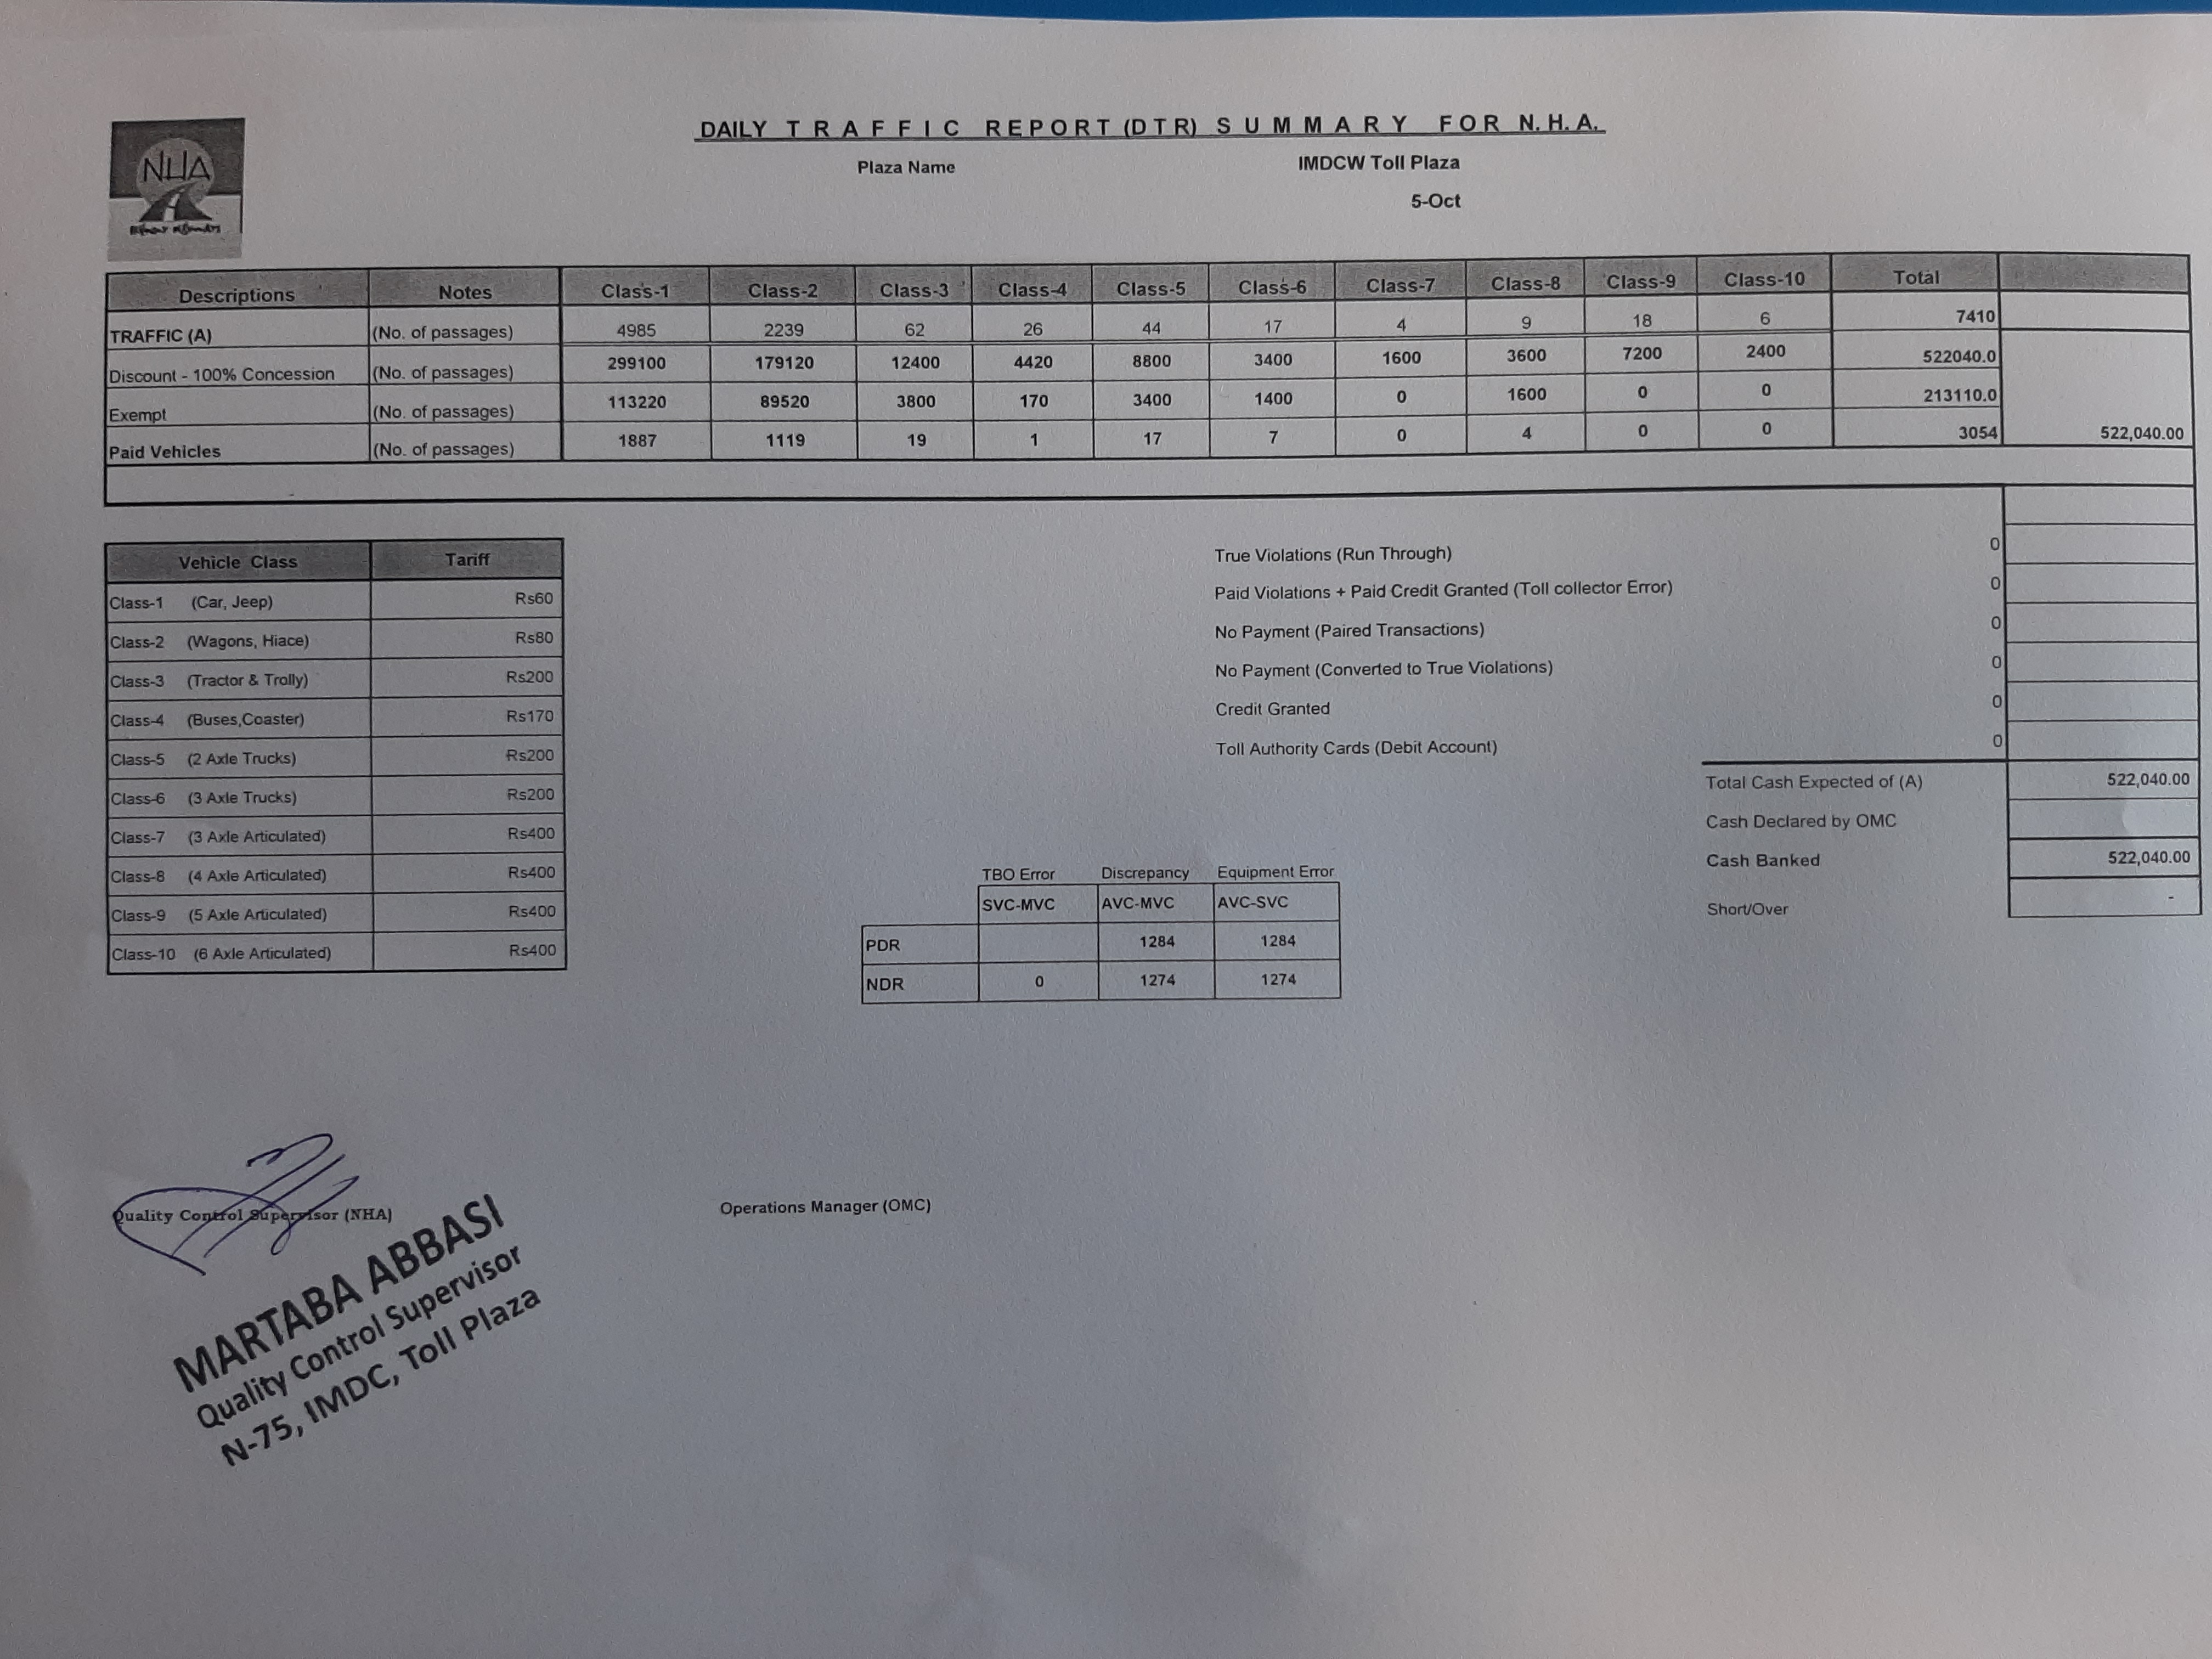 NHA
DAILY TRAFFIC REPORT (DTR) SUMMARY FOR N.H.A.
Plaza Name IMDCW Toll Plaza
5-Oct
Descriptions Notes Class-1 Class-2 Class-3 Class-4 Class-5 Class-6 Class-7 Class-8 Class-9 Class-10 Total
TRAFFIC (A) (No. of passages) 4985 2239 62 26 44 17 4 9 18 6 7410
Discount - 100% Concession (No. of passages) 299100 179120 12400 4420 8800 3400 1600 3600 7200 2400 522040.0
Exempt (No. of passages) 113220 89520 3800 170 3400 1400 0 1600 0 0 213110.0
Paid Vehicles (No. of passages) 1887 1119 19 1 17 7 0 4 0 0 3054 522,040.00
Vehicle Class Tariff
Class-1 (Car, Jeep) Rs60
Class-2 (Wagons, Hiace) Rs80
Class-3 (Tractor & Trolly) Rs200
Class-4 (Buses,Coaster) Rs170
Class-5 (2 Axle Trucks) Rs200
Class-6 (3 Axle Trucks) Rs200
Class-7 (3 Axle Articulated) Rs400
Class-8 (4 Axle Articulated) Rs400
Class-9 (5 Axle Articulated) Rs400
Class-10 (6 Axle Articulated) Rs400
True Violations (Run Through) 0
Paid Violations + Paid Credit Granted (Toll collector Error) 0
No Payment (Paired Transactions) 0
No Payment (Converted to True Violations) 0
Credit Granted 0
Toll Authority Cards (Debit Account) 0
Total Cash Expected of (A) 522,040.00
Cash Declared by OMC
Cash Banked 522,040.00
Short/Over -
TBO Error Discrepancy Equipment Error
SVC-MVC AVC-MVC AVC-SVC
PDR 1284 1284
NDR 0 1274 1274
Quality Control Supervisor (NHA)
Operations Manager (OMC)
MARTABA ABBASI
Quality Control Supervisor
N-75, IMDC, Toll Plaza